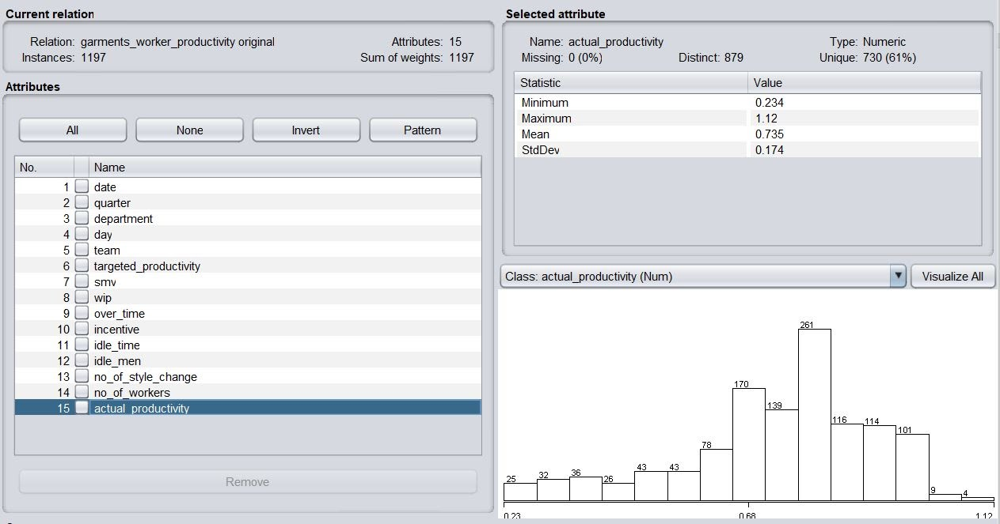 Current relation
Relation: garments_worker_productivity original Attributes: 15
Instances: 1197 Sum of weights: 1197
Attributes
All None Invert Pattern
No. Name
1 date
2 quarter
3 department
4 day
5 team
6 targeted_productivity
7 smv
8 wip
9 over_time
10 incentive
11 idle_time
12 idle_men
13 no_of_style_change
14 no_of_workers
15 actual_productivity
Remove
Selected attribute
Name: actual_productivity Type: Numeric
Missing: 0 (0%) Distinct: 879 Unique: 730 (61%)
Statistic Value
Minimum 0.234
Maximum 1.12
Mean 0.735
StdDev 0.174
Class: actual_productivity (Num) Visualize All
25 32 36 26 43 43 78 170 139 261 116 114 101 9 4
0.23 0.68 1.12